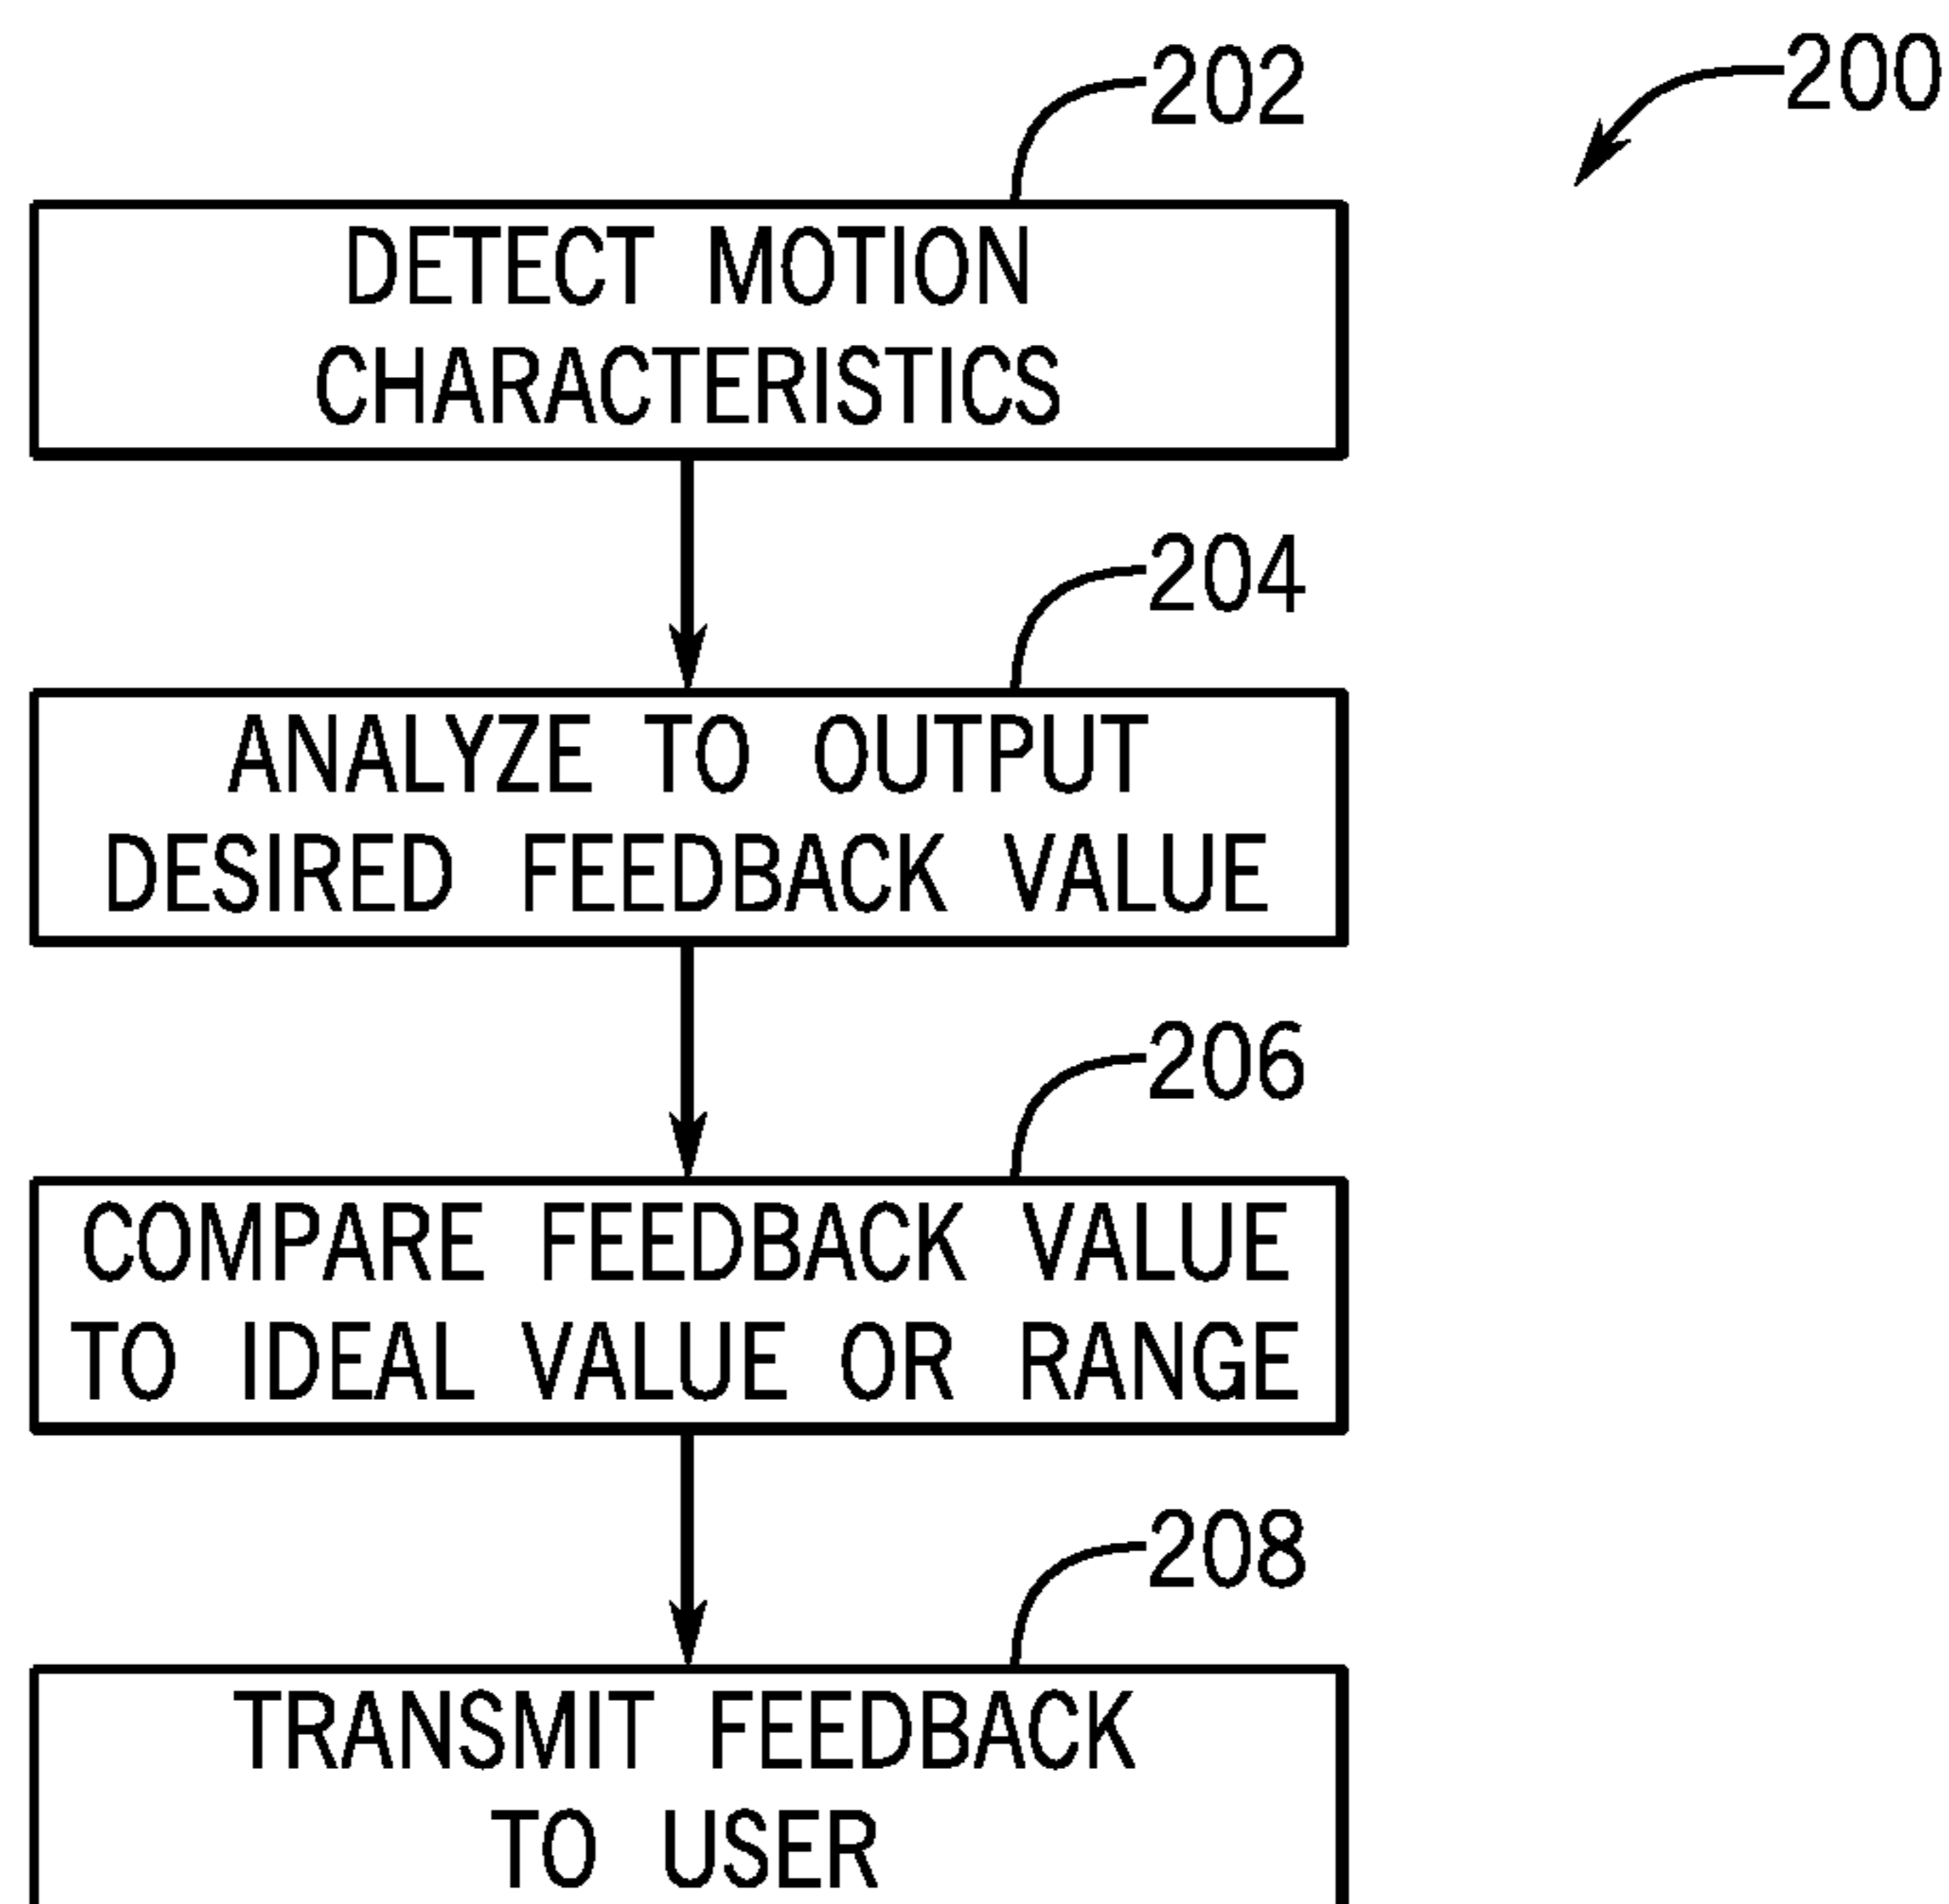 200
202
DETECT MOTION
CHARACTERISTICS
204
ANALYZE TO OUTPUT
DESIRED FEEDBACK VALUE
206
COMPARE FEEDBACK VALUE
TO IDEAL VALUE OR RANGE
208
TRANSMIT FEEDBACK
TO USER